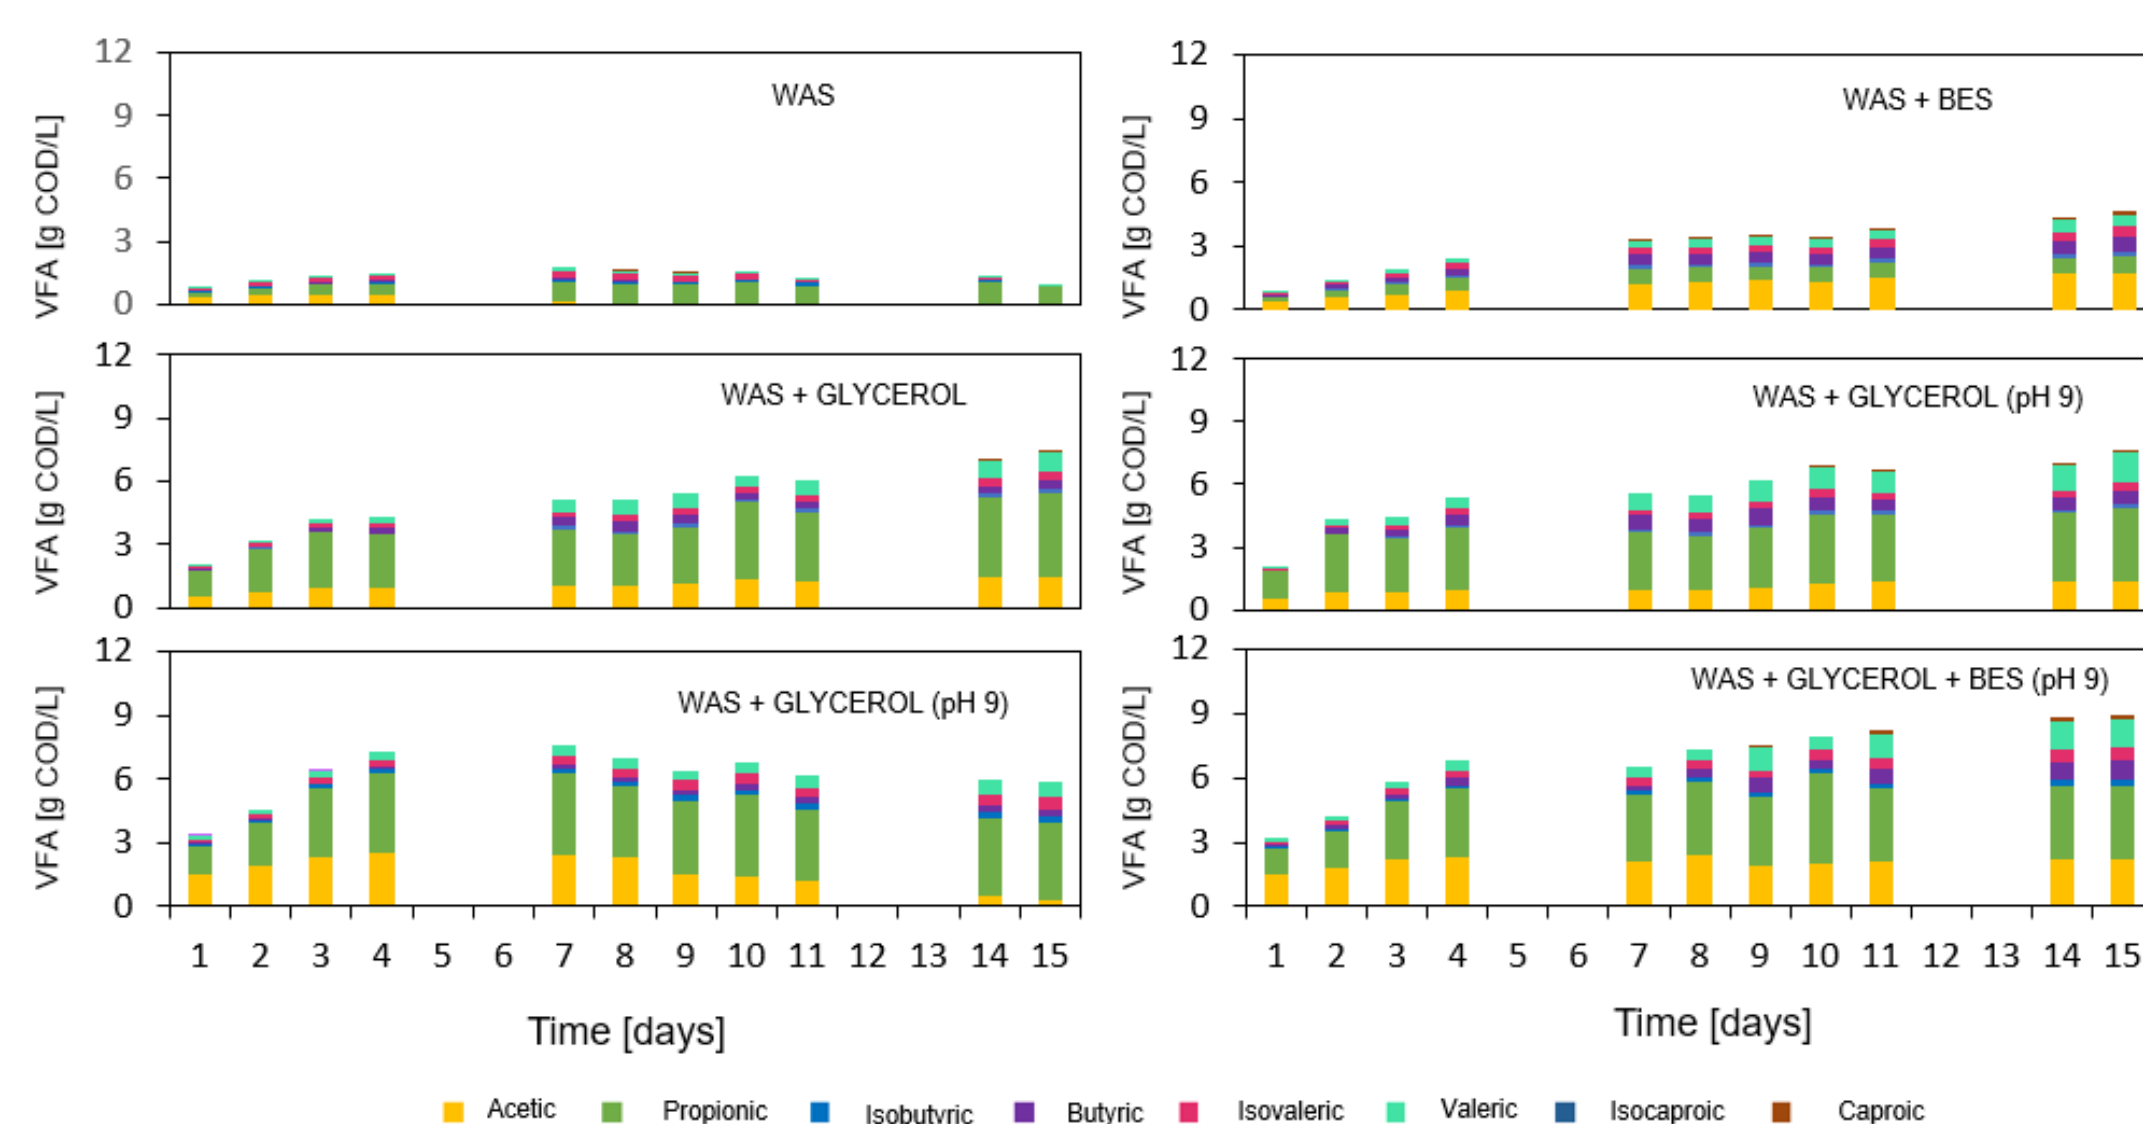 12
9
6
3
0
VFA [g COD/L]
WAS
12
9
6
3
0
VFA [g COD/L]
WAS + BES
12
9
6
3
0
VFA [g COD/L]
WAS + GLYCEROL
12
9
6
3
0
VFA [g COD/L]
WAS + GLYCEROL (pH 9)
12
9
6
3
0
VFA [g COD/L]
WAS + GLYCEROL (pH 9)
1 2 3 4 5 6 7 8 9 10 11 12 13 14 15
Time [days]
12
9
6
3
0
VFA [g COD/L]
WAS + GLYCEROL + BES (pH 9)
1 2 3 4 5 6 7 8 9 10 11 12 13 14 15
Time [days]
Acetic Propionic Isobutyric Butyric Isovaleric Valeric Isocaproic Caproic